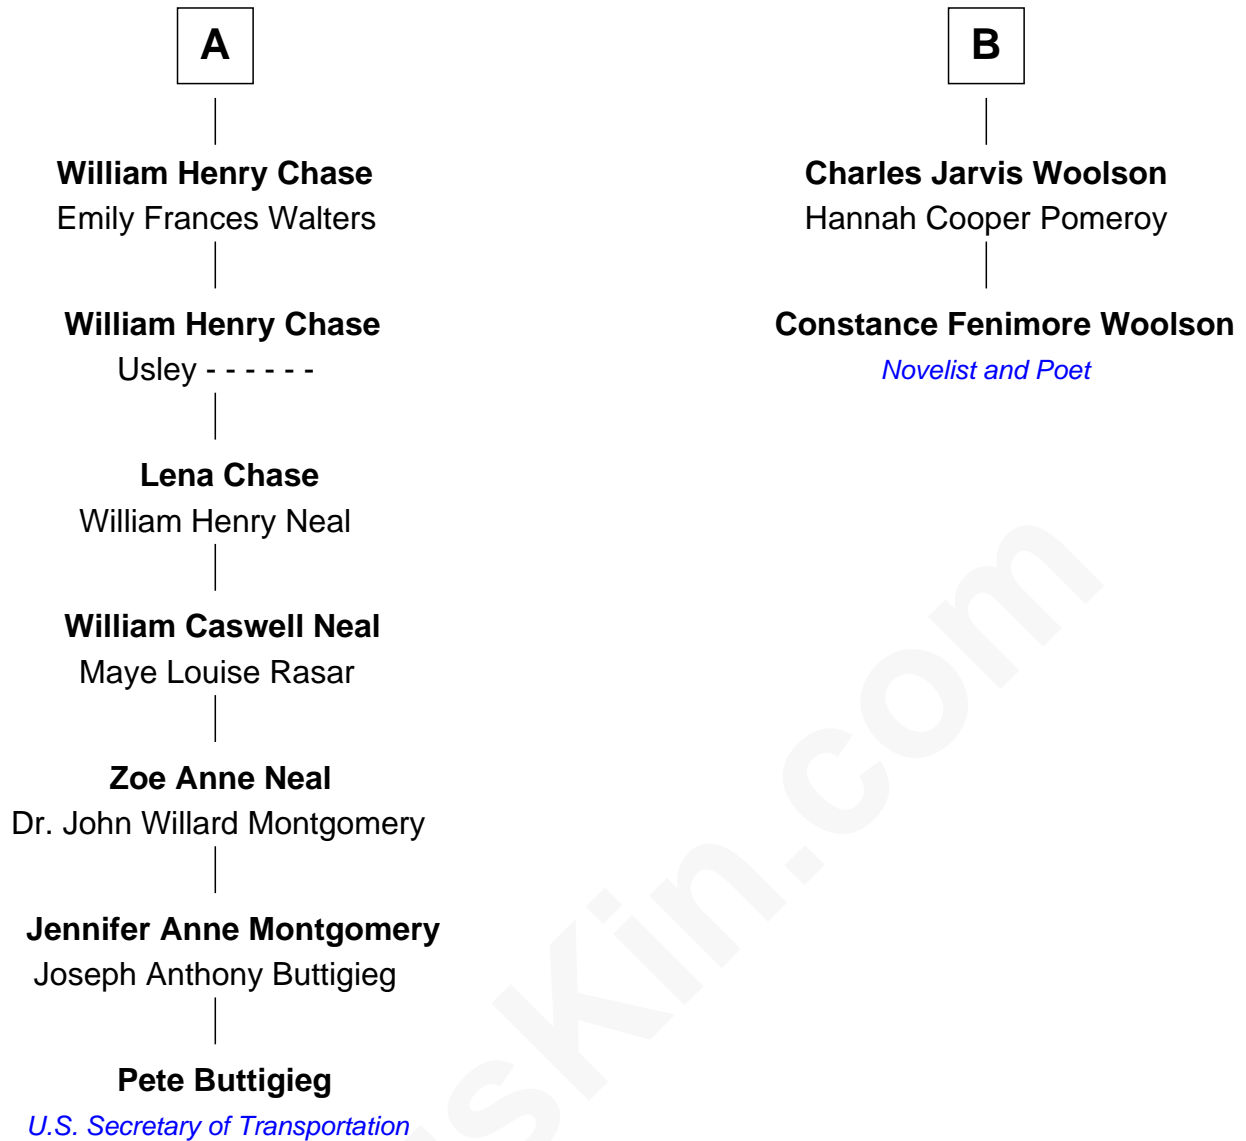 A
William Henry Chase
Emily Frances Walters
William Henry Chase
Usley - - - - - -
Lena Chase
William Henry Neal
William Caswell Neal
Maye Louise Rasar
Zoe Anne Neal
Dr. John Willard Montgomery
Jennifer Anne Montgomery
Joseph Anthony Buttigieg
Pete Buttigieg
U.S. Secretary of Transportation
B
Charles Jarvis Woolson
Hannah Cooper Pomeroy
Constance Fenimore Woolson
Novelist and Poet
usKin.com